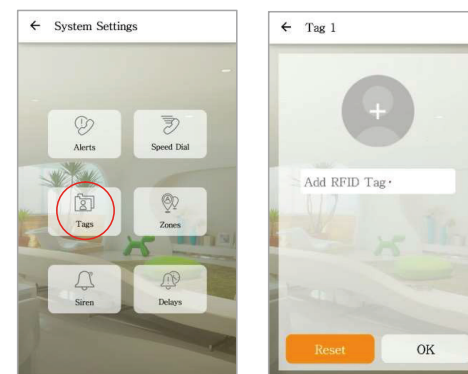 ← System Settings
Alerts
Speed Dial
Tags
Zones
Siren
Delays
← Tag 1
Add RFID Tag·
Reset
OK